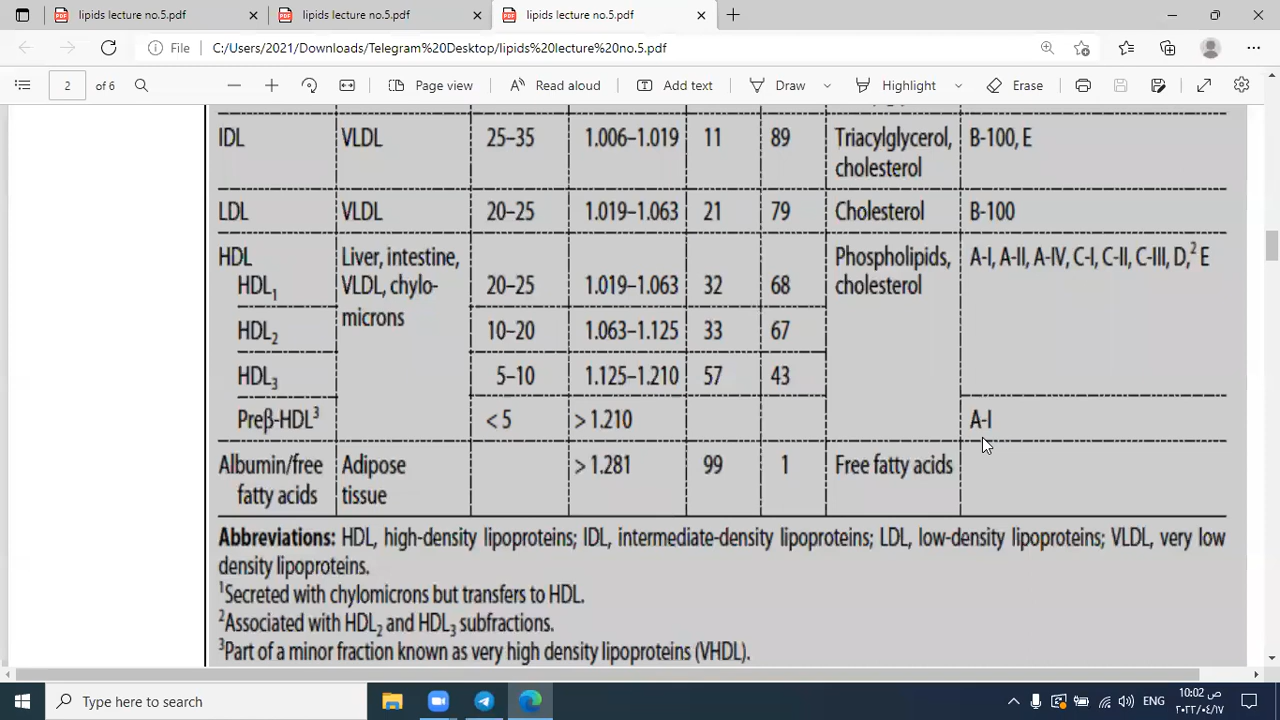 lipids lecture no.5.pdf
lipids lecture no.5.pdf
lipids lecture no.5.pdf
File C:/Users/2021/Downloads/Telegram%20Desktop/lipids%20lecture%20no.5.pdf
2 of 6 Page view Read aloud Add text Draw Highlight Erase
IDL VLDL 25–35 1.006–1.019 11 89 Triacylglycerol, B-100, E
cholesterol
LDL VLDL 20–25 1.019–1.063 21 79 Cholesterol B-100
HDL Liver, intestine, Phospholipids, A-I, A-II, A-IV, C-I, C-II, C-III, D,² E
HDL₁ VLDL, chylo- 20–25 1.019–1.063 32 68 cholesterol
microns
HDL₂ 10–20 1.063–1.125 33 67
HDL₃ 5–10 1.125–1.210 57 43
Preβ-HDL³ < 5 > 1.210 A-I
Albumin/free Adipose > 1.281 99 1 Free fatty acids
fatty acids tissue
Abbreviations: HDL, high-density lipoproteins; IDL, intermediate-density lipoproteins; LDL, low-density lipoproteins; VLDL, very low
density lipoproteins.
¹Secreted with chylomicrons but transfers to HDL.
²Associated with HDL₂ and HDL₃ subfractions.
³Part of a minor fraction known as very high density lipoproteins (VHDL).
Type here to search
ENG
10:02 ص
٢٠٢٢/٠٤/١٧